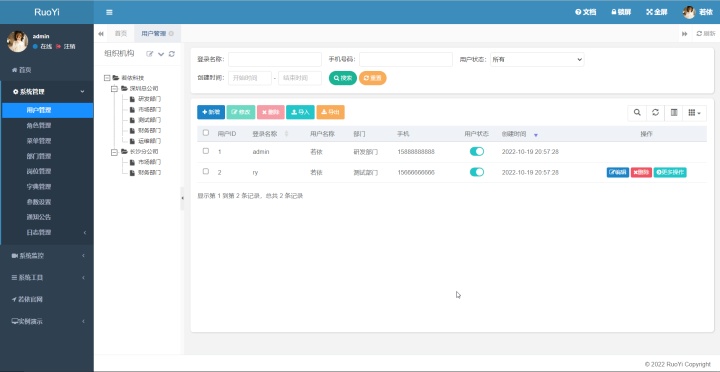 RuoYi
文档 锁屏 全屏 若依
admin
在线 注销
首页 用户管理 刷新
首页
系统管理
用户管理
角色管理
菜单管理
部门管理
岗位管理
字典管理
参数设置
通知公告
日志管理
系统监控
系统工具
若依官网
实例演示
组织机构
若依科技
深圳总公司
研发部门
市场部门
测试部门
财务部门
运维部门
长沙分公司
市场部门
财务部门
登录名称: 手机号码: 用户状态: 所有
创建时间: 开始时间 - 结束时间 搜索 重置
新增 修改 删除 导入 导出
用户ID 登录名称 用户名称 部门 手机 用户状态 创建时间 操作
1 admin 若依 研发部门 15888888888 2022-10-19 20:57:28
2 ry 若依 测试部门 15666666666 2022-10-19 20:57:28 编辑 删除 更多操作
显示第 1 到第 2 条记录，总共 2 条记录
© 2022 RuoYi Copyright